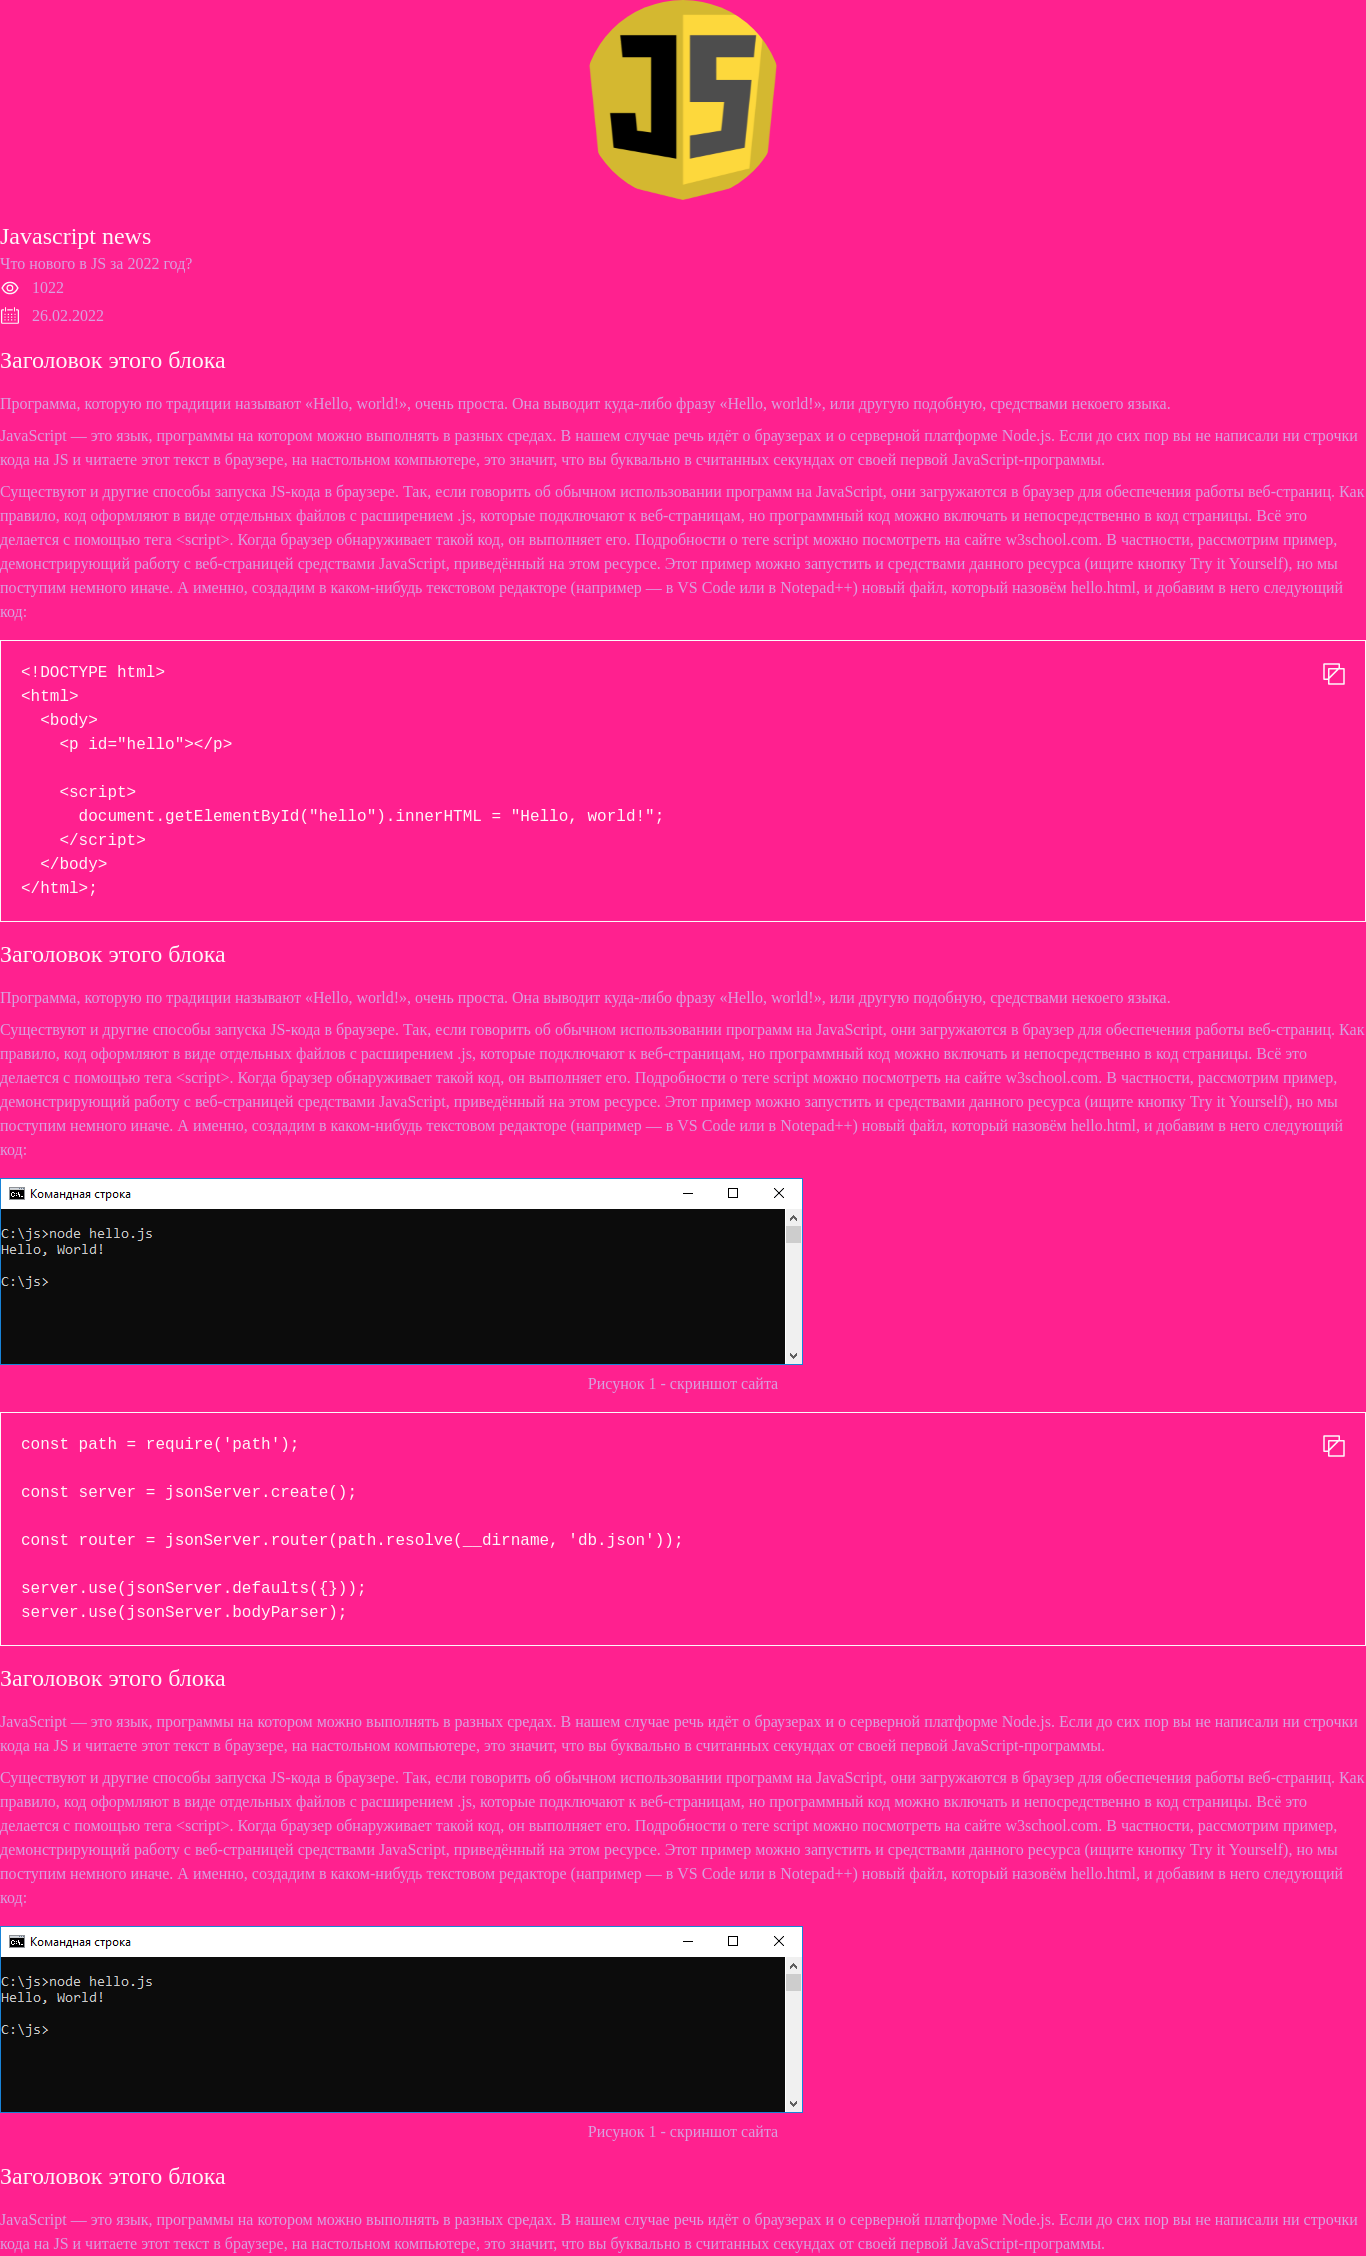 JS
Javascript news
Что нового в JS за 2022 год?
1022
26.02.2022
Заголовок этого блока
Программа, которую по традиции называют «Hello, world!», очень проста. Она выводит куда-либо фразу «Hello, world!», или другую подобную, средствами некоего языка.
JavaScript — это язык, программы на котором можно выполнять в разных средах. В нашем случае речь идёт о браузерах и о серверной платформе Node.js. Если до сих пор вы не написали ни строчки
кода на JS и читаете этот текст в браузере, на настольном компьютере, это значит, что вы буквально в считанных секундах от своей первой JavaScript-программы.
Существуют и другие способы запуска JS-кода в браузере. Так, если говорить об обычном использовании программ на JavaScript, они загружаются в браузер для обеспечения работы веб-страниц. Как
правило, код оформляют в виде отдельных файлов с расширением .js, которые подключают к веб-страницам, но программный код можно включать и непосредственно в код страницы. Всё это
делается с помощью тега <script>. Когда браузер обнаруживает такой код, он выполняет его. Подробности о теге script можно посмотреть на сайте w3school.com. В частности, рассмотрим пример,
демонстрирующий работу с веб-страницей средствами JavaScript, приведённый на этом ресурсе. Этот пример можно запустить и средствами данного ресурса (ищите кнопку Try it Yourself), но мы
поступим немного иначе. А именно, создадим в каком-нибудь текстовом редакторе (например — в VS Code или в Notepad++) новый файл, который назовём hello.html, и добавим в него следующий
код:
<!DOCTYPE html>
<html>
  <body>
    <p id="hello"></p>
    <script>
      document.getElementById("hello").innerHTML = "Hello, world!";
    </script>
  </body>
</html>;
Заголовок этого блока
Программа, которую по традиции называют «Hello, world!», очень проста. Она выводит куда-либо фразу «Hello, world!», или другую подобную, средствами некоего языка.
Существуют и другие способы запуска JS-кода в браузере. Так, если говорить об обычном использовании программ на JavaScript, они загружаются в браузер для обеспечения работы веб-страниц. Как
правило, код оформляют в виде отдельных файлов с расширением .js, которые подключают к веб-страницам, но программный код можно включать и непосредственно в код страницы. Всё это
делается с помощью тега <script>. Когда браузер обнаруживает такой код, он выполняет его. Подробности о теге script можно посмотреть на сайте w3school.com. В частности, рассмотрим пример,
демонстрирующий работу с веб-страницей средствами JavaScript, приведённый на этом ресурсе. Этот пример можно запустить и средствами данного ресурса (ищите кнопку Try it Yourself), но мы
поступим немного иначе. А именно, создадим в каком-нибудь текстовом редакторе (например — в VS Code или в Notepad++) новый файл, который назовём hello.html, и добавим в него следующий
код:
Командная строка
C:\js>node hello.js
Hello, World!
C:\js>
Рисунок 1 - скриншот сайта
const path = require('path');
const server = jsonServer.create();
const router = jsonServer.router(path.resolve(__dirname, 'db.json'));
server.use(jsonServer.defaults({}));
server.use(jsonServer.bodyParser);
Заголовок этого блока
JavaScript — это язык, программы на котором можно выполнять в разных средах. В нашем случае речь идёт о браузерах и о серверной платформе Node.js. Если до сих пор вы не написали ни строчки
кода на JS и читаете этот текст в браузере, на настольном компьютере, это значит, что вы буквально в считанных секундах от своей первой JavaScript-программы.
Существуют и другие способы запуска JS-кода в браузере. Так, если говорить об обычном использовании программ на JavaScript, они загружаются в браузер для обеспечения работы веб-страниц. Как
правило, код оформляют в виде отдельных файлов с расширением .js, которые подключают к веб-страницам, но программный код можно включать и непосредственно в код страницы. Всё это
делается с помощью тега <script>. Когда браузер обнаруживает такой код, он выполняет его. Подробности о теге script можно посмотреть на сайте w3school.com. В частности, рассмотрим пример,
демонстрирующий работу с веб-страницей средствами JavaScript, приведённый на этом ресурсе. Этот пример можно запустить и средствами данного ресурса (ищите кнопку Try it Yourself), но мы
поступим немного иначе. А именно, создадим в каком-нибудь текстовом редакторе (например — в VS Code или в Notepad++) новый файл, который назовём hello.html, и добавим в него следующий
код:
Командная строка
C:\js>node hello.js
Hello, World!
C:\js>
Рисунок 1 - скриншот сайта
Заголовок этого блока
JavaScript — это язык, программы на котором можно выполнять в разных средах. В нашем случае речь идёт о браузерах и о серверной платформе Node.js. Если до сих пор вы не написали ни строчки
кода на JS и читаете этот текст в браузере, на настольном компьютере, это значит, что вы буквально в считанных секундах от своей первой JavaScript-программы.